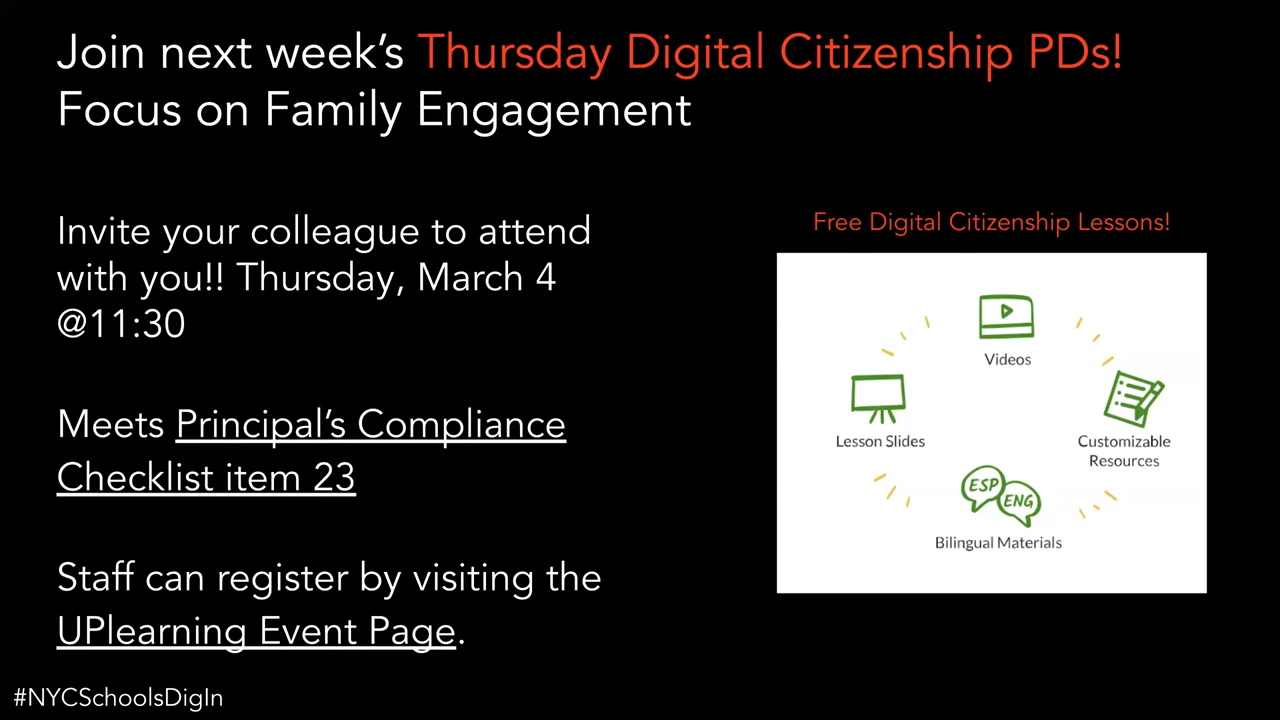 Join next week’s Thursday Digital Citizenship PDs!
Focus on Family Engagement
Invite your colleague to attend
with you!! Thursday, March 4
@11:30
Meets Principal’s Compliance
Checklist item 23
Staff can register by visiting the
UPlearning Event Page.
Free Digital Citizenship Lessons!
Videos
Lesson Slides
Customizable
Resources
ESP
ENG
Bilingual Materials
#NYCSchoolsDigIn